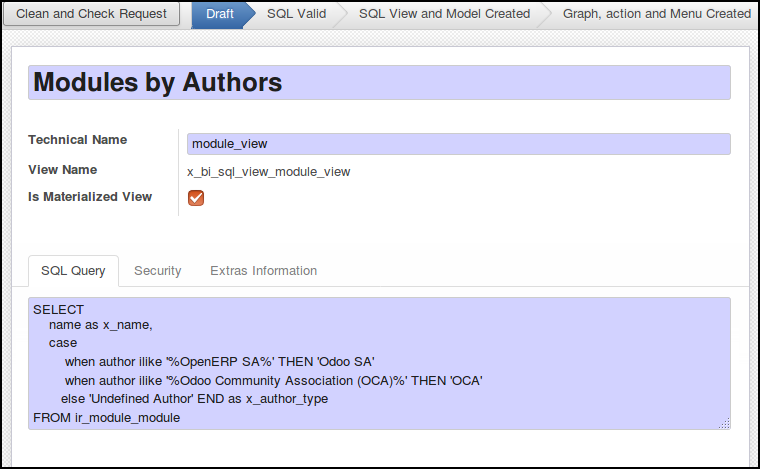 Clean and Check Request Draft SQL Valid SQL View and Model Created Graph, action and Menu Created
Modules by Authors
Technical Name module_view
View Name x_bi_sql_view_module_view
Is Materialized View
SQL Query Security Extras Information
SELECT
name as x_name,
case
when author ilike '%OpenERP SA%' THEN 'Odoo SA'
when author ilike '%Odoo Community Association (OCA)%' THEN 'OCA'
else 'Undefined Author' END as x_author_type
FROM ir_module_module